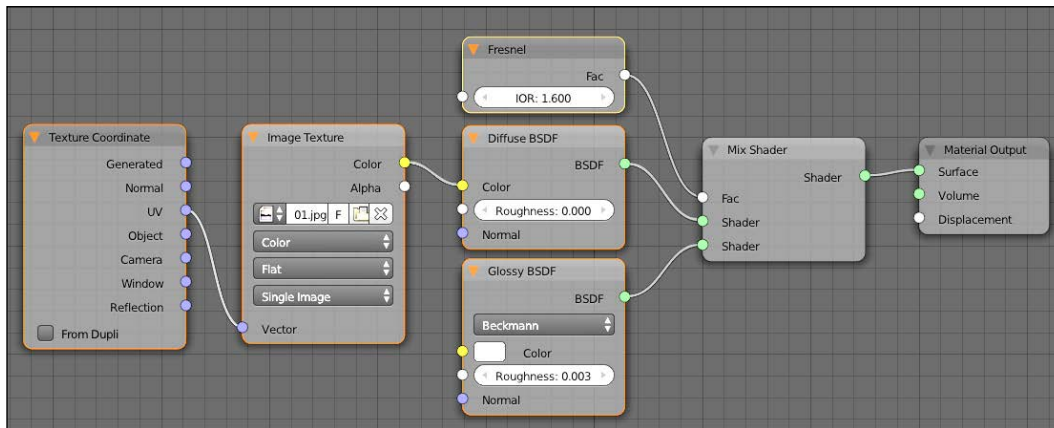 Texture Coordinate
Generated
Normal
UV
Object
Camera
Window
Reflection
From Dupli
Image Texture
Color
Alpha
01.jpg F
Color
Flat
Single Image
Vector
Fresnel
Fac
IOR: 1.600
Diffuse BSDF
BSDF
Color
Roughness: 0.000
Normal
Glossy BSDF
BSDF
Beckmann
Color
Roughness: 0.003
Normal
Mix Shader
Shader
Fac
Shader
Shader
Material Output
Surface
Volume
Displacement